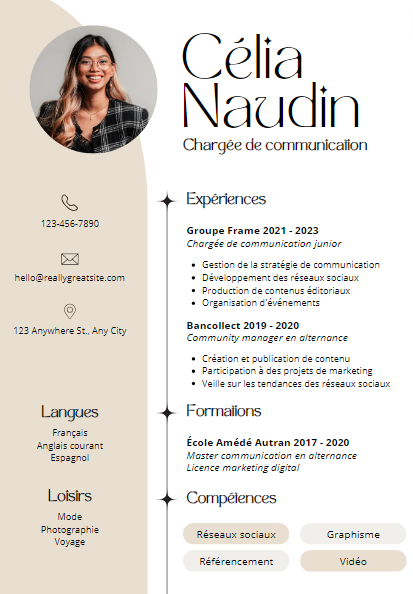 Célia
Naudin
Chargée de communication
123-456-7890
hello@reallygreatsite.com
123 Anywhere St., Any City
Langues
Français
Anglais courant
Espagnol
Loisirs
Mode
Photographie
Voyage
Expériences
Groupe Frame 2021 - 2023
Chargée de communication junior
• Gestion de la stratégie de communication
• Développement des réseaux sociaux
• Production de contenus éditoriaux
• Organisation d'événements
Bancollect 2019 - 2020
Community manager en alternance
• Création et publication de contenu
• Participation à des projets de marketing
• Veille sur les tendances des réseaux sociaux
Formations
École Amédé Autran 2017 - 2020
Master communication en alternance
Licence marketing digital
Compétences
Réseaux sociaux
Graphisme
Référencement
Vidéo